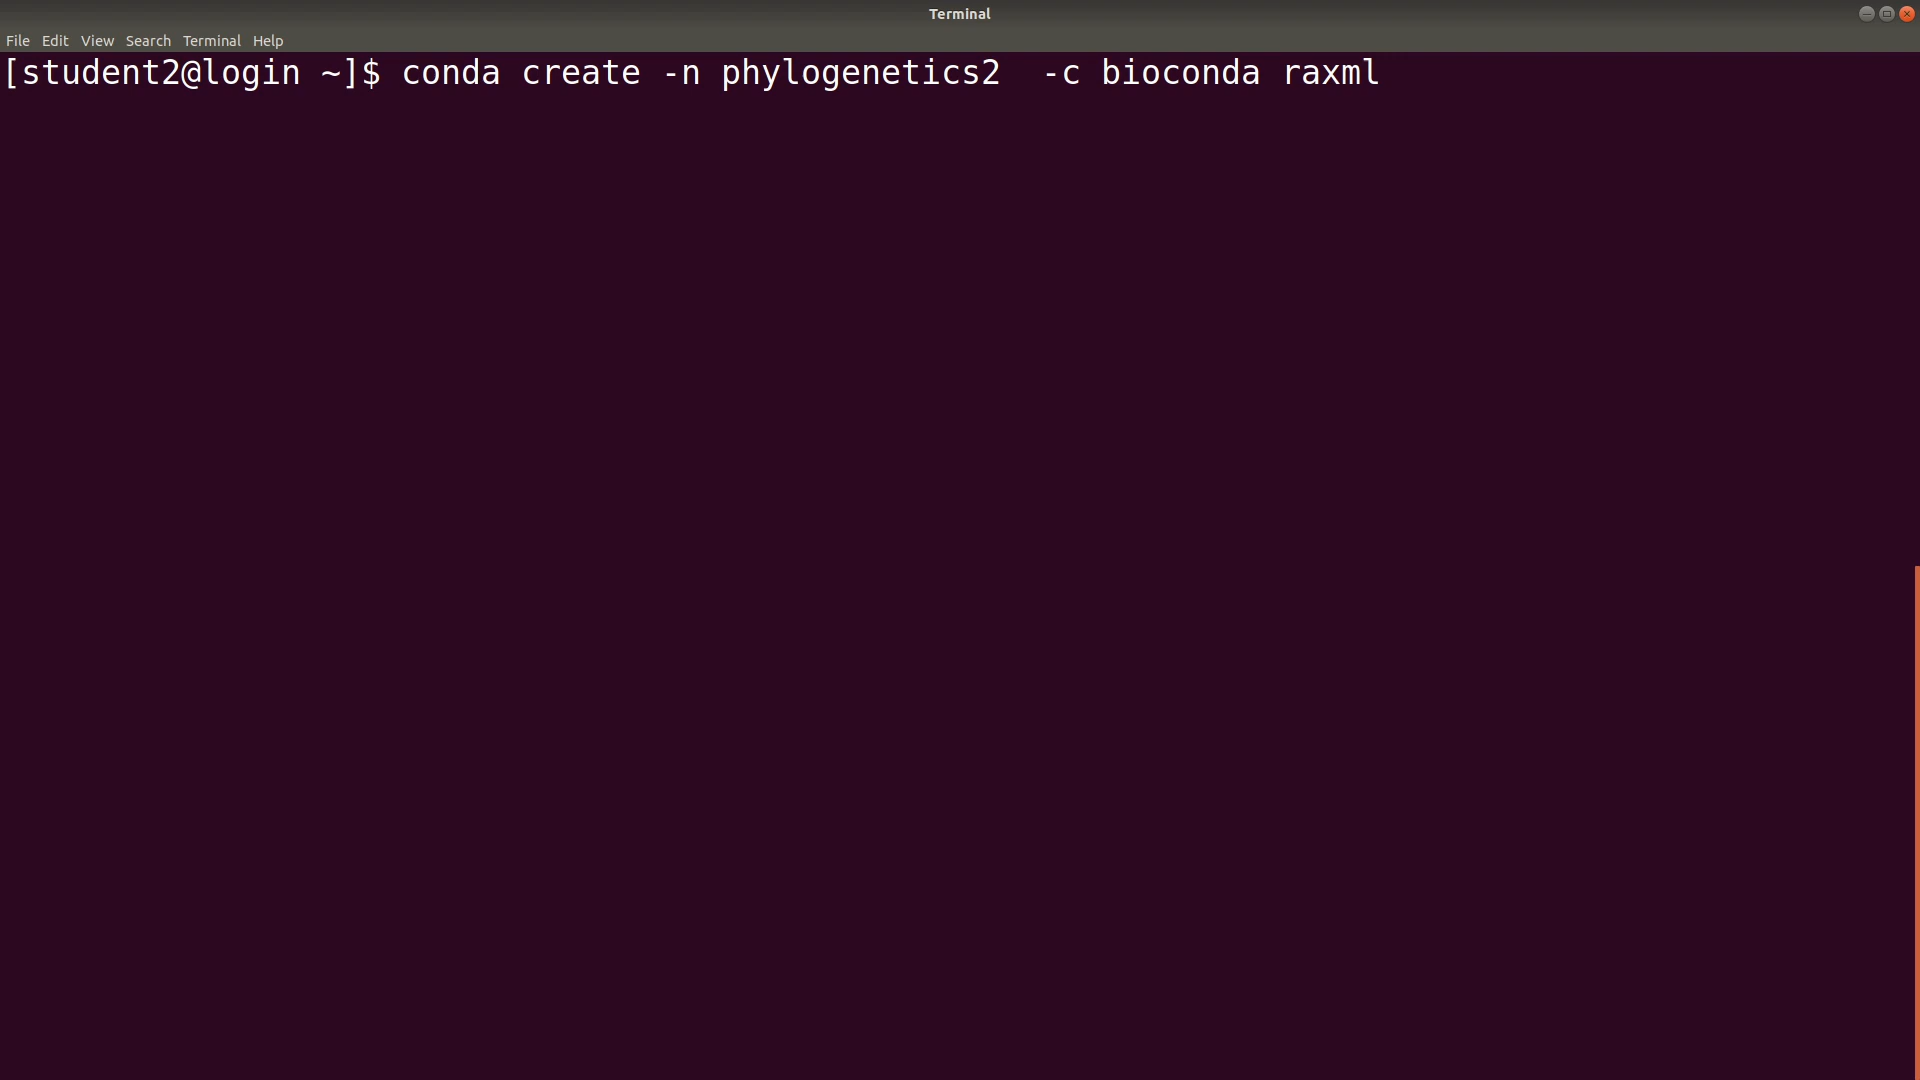 Terminal
File Edit View Search Terminal Help
[student2@login ~]$ conda create -n phylogenetics2  -c bioconda raxml